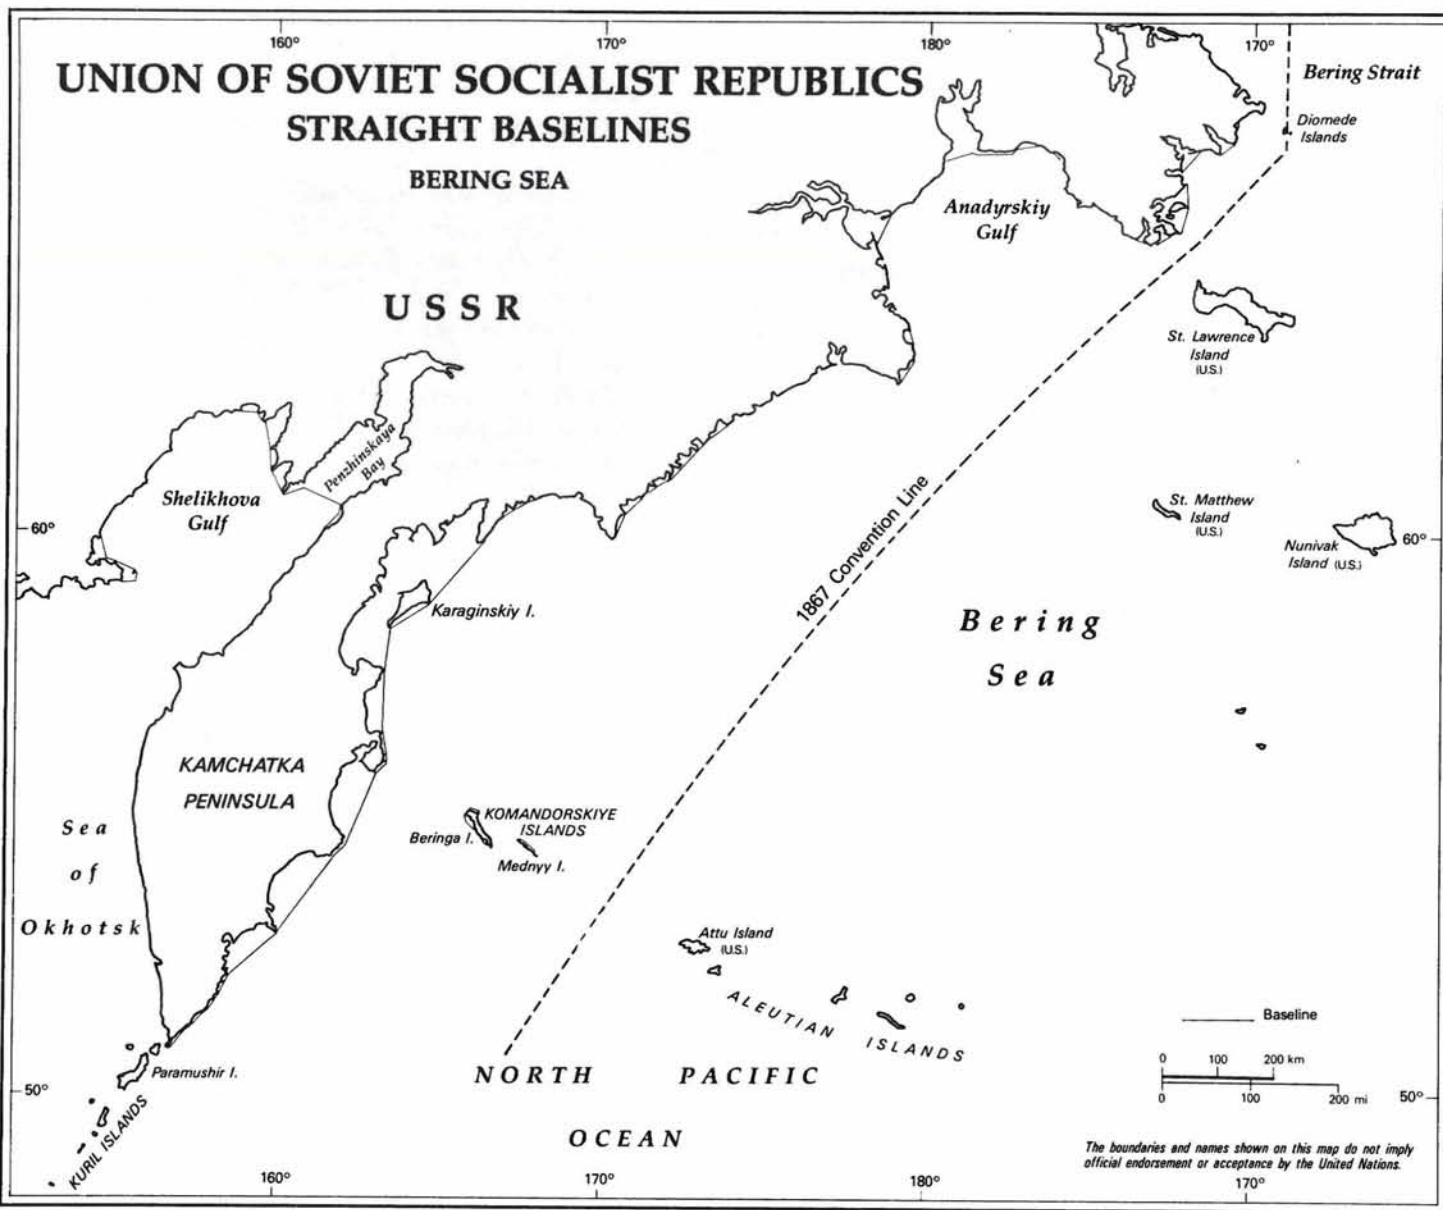 160°
170°
180°
170°
UNION OF SOVIET SOCIALIST REPUBLICS
STRAIGHT BASELINES
BERING SEA
Bering Strait
Diomede
Islands
Anadyrskiy
Gulf
USSR
St. Lawrence
Island
(U.S.)
Penzhinskaya
Bay
Shelikhova
Gulf
60°
St. Matthew
Island
(U.S.)
Nunivak
Island (U.S.)
60°
1867 Convention Line
Karaginskiy I.
Bering
Sea
KAMCHATKA
PENINSULA
Sea
of
Okhotsk
KOMANDORSKIYE
ISLANDS
Beringa I.
Mednyy I.
Attu Island
(U.S.)
ALEUTIAN ISLANDS
Baseline
0 100 200 km
0 100 200 mi
Paramushir I.
KURIL ISLANDS
50°
NORTH PACIFIC
OCEAN
50°
The boundaries and names shown on this map do not imply
official endorsement or acceptance by the United Nations.
160°
170°
180°
170°